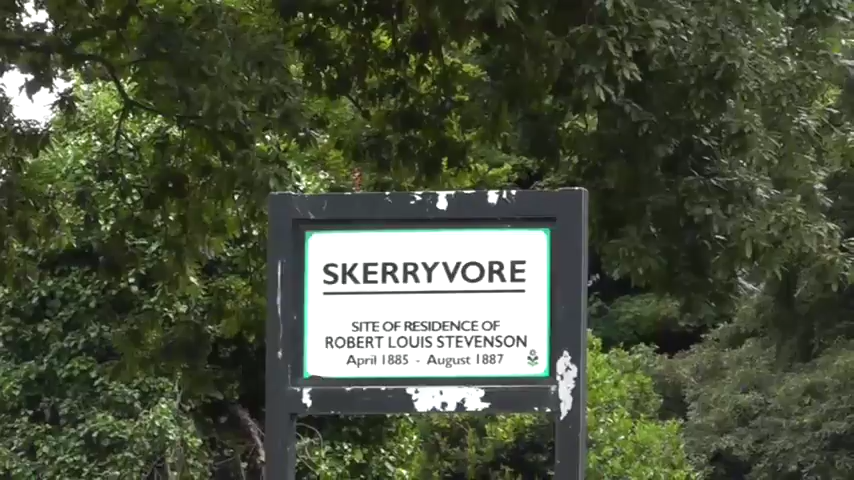 SKERRYVORE
SITE OF RESIDENCE OF
ROBERT LOUIS STEVENSON
April 1885 - August 1887